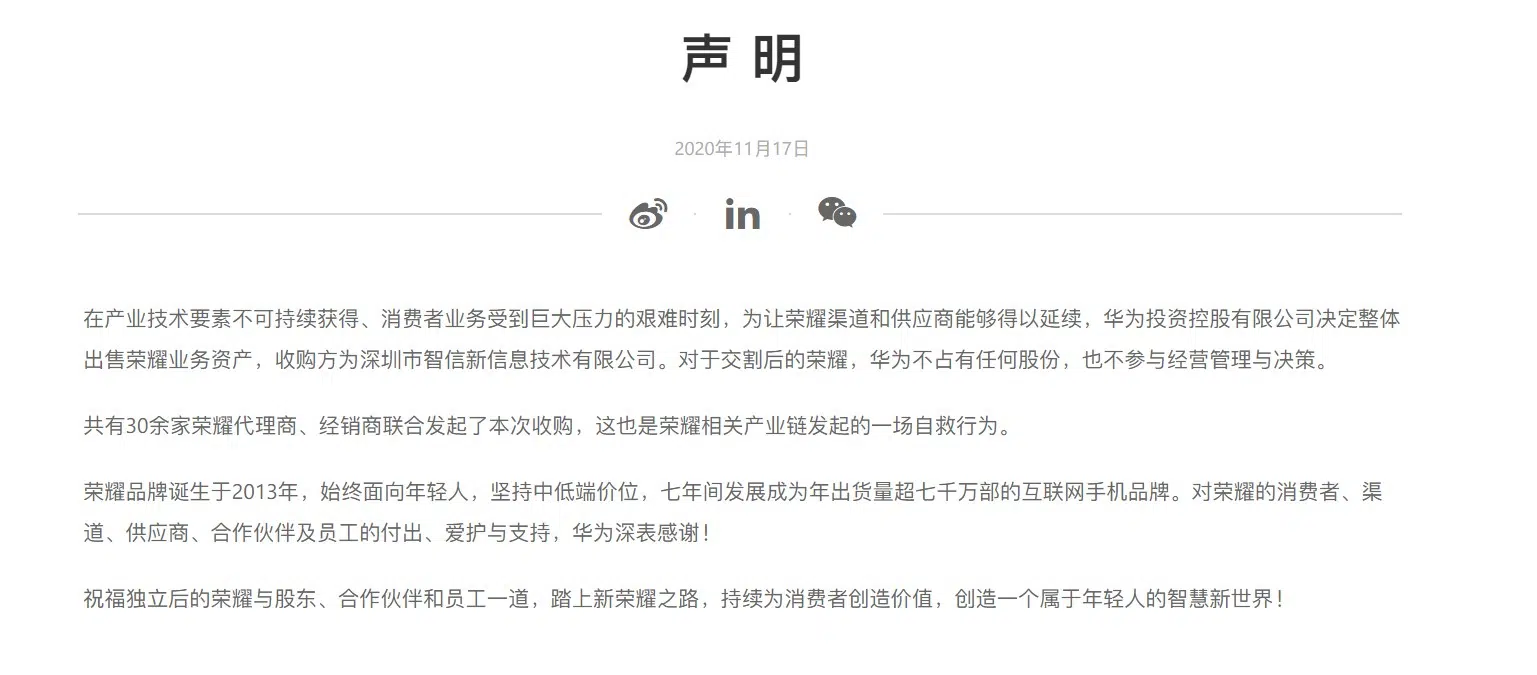 声 明
2020年11月17日
in
在产业技术要素不可持续获得、消费者业务受到巨大压力的艰难时刻，为让荣耀渠道和供应商能够得以延续，华为投资控股有限公司决定整体
出售荣耀业务资产，收购方为深圳市智信新信息技术有限公司。对于交割后的荣耀，华为不占有任何股份，也不参与经营管理与决策。
共有30余家荣耀代理商、经销商联合发起了本次收购，这也是荣耀相关产业链发起的一场自救行为。
荣耀品牌诞生于2013年，始终面向年轻人，坚持中低端价位，七年间发展成为年出货量超七千万部的互联网手机品牌。对荣耀的消费者、渠
道、供应商、合作伙伴及员工的付出、爱护与支持，华为深表感谢！
祝福独立后的荣耀与股东、合作伙伴和员工一道，踏上新荣耀之路，持续为消费者创造价值，创造一个属于年轻人的智慧新世界！